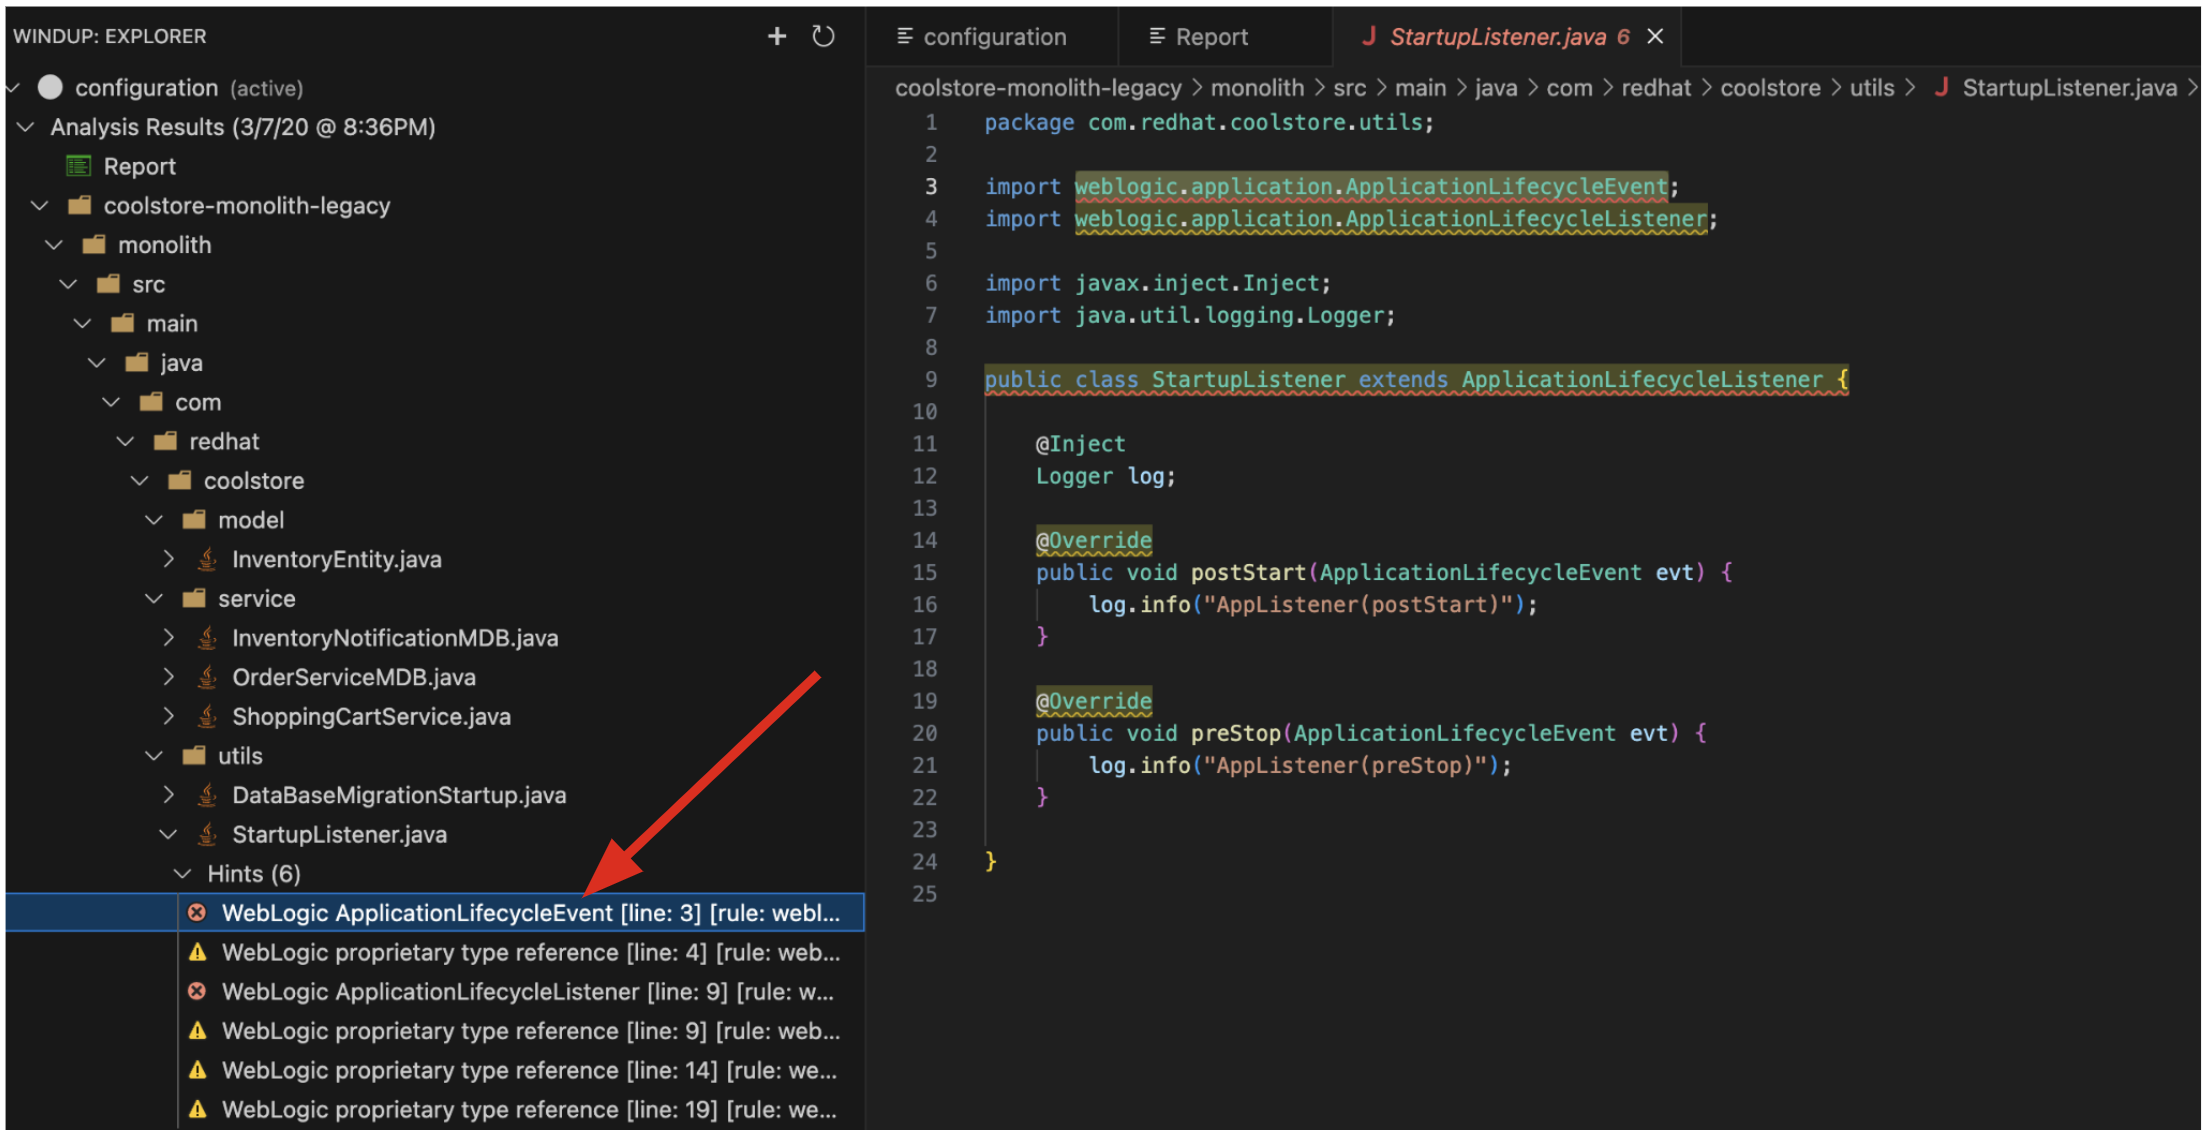 WINDUP: EXPLORER
configuration (active)
Analysis Results (3/7/20 @ 8:36PM)
Report
coolstore-monolith-legacy
monolith
src
main
java
com
redhat
coolstore
model
InventoryEntity.java
service
InventoryNotificationMDB.java
OrderServiceMDB.java
ShoppingCartService.java
utils
DataBaseMigrationStartup.java
StartupListener.java
Hints (6)
WebLogic ApplicationLifecycleEvent [line: 3] [rule: webl...
WebLogic proprietary type reference [line: 4] [rule: web...
WebLogic ApplicationLifecycleListener [line: 9] [rule: w...
WebLogic proprietary type reference [line: 9] [rule: web...
WebLogic proprietary type reference [line: 14] [rule: we...
WebLogic proprietary type reference [line: 19] [rule: we...
configuration Report J StartupListener.java 6
coolstore-monolith-legacy > monolith > src > main > java > com > redhat > coolstore > utils > J StartupListener.java >
1 package com.redhat.coolstore.utils;
2
3 import weblogic.application.ApplicationLifecycleEvent;
4 import weblogic.application.ApplicationLifecycleListener;
5
6 import javax.inject.Inject;
7 import java.util.logging.Logger;
8
9 public class StartupListener extends ApplicationLifecycleListener {
10
11 @Inject
12 Logger log;
13
14 @Override
15 public void postStart(ApplicationLifecycleEvent evt) {
16 log.info("AppListener(postStart)");
17 }
18
19 @Override
20 public void preStop(ApplicationLifecycleEvent evt) {
21 log.info("AppListener(preStop)");
22 }
23
24 }
25